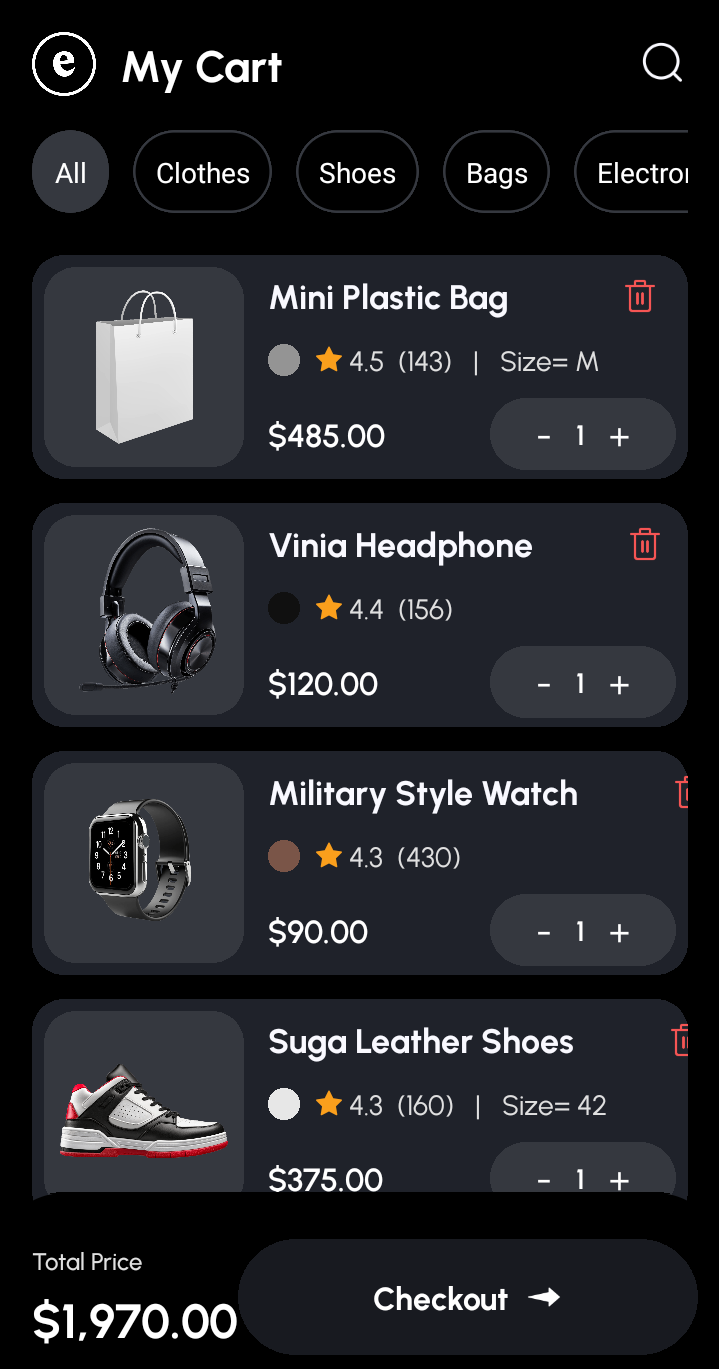 e My Cart
All Clothes Shoes Bags Electror
Mini Plastic Bag
4.5 (143) | Size= M
$485.00 - 1 +
Vinia Headphone
4.4 (156)
$120.00 - 1 +
Military Style Watch
4.3 (430)
$90.00 - 1 +
Suga Leather Shoes
4.3 (160) | Size= 42
$375.00 - 1 +
Total Price
$1,970.00
Checkout